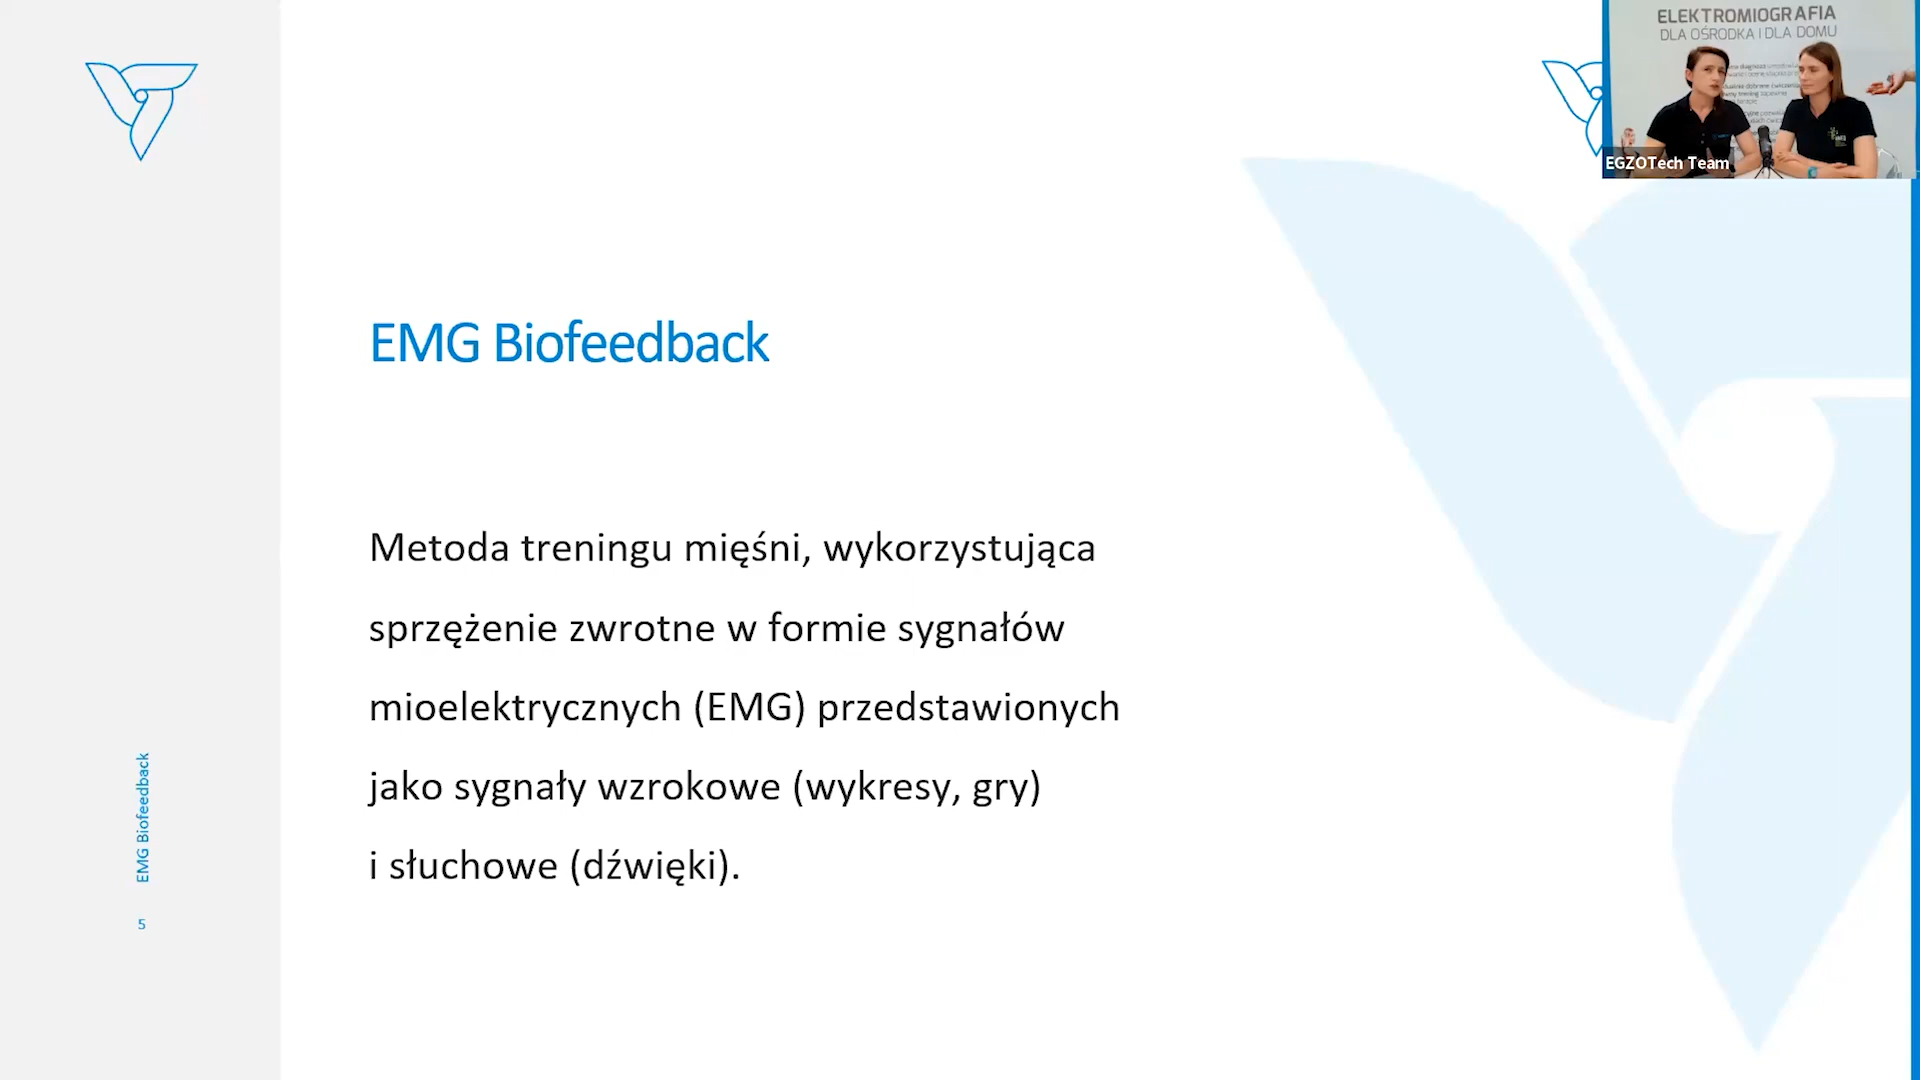 ELEKTROMIOGRAFIA
DLA OŚRODKA I DLA DOMU
EGZOTech Team
EMG Biofeedback
Metoda treningu mięśni, wykorzystująca
sprzężenie zwrotne w formie sygnałów
mioelektrycznych (EMG) przedstawionych
jako sygnały wzrokowe (wykresy, gry)
i słuchowe (dźwięki).
EMG Biofeedback
5